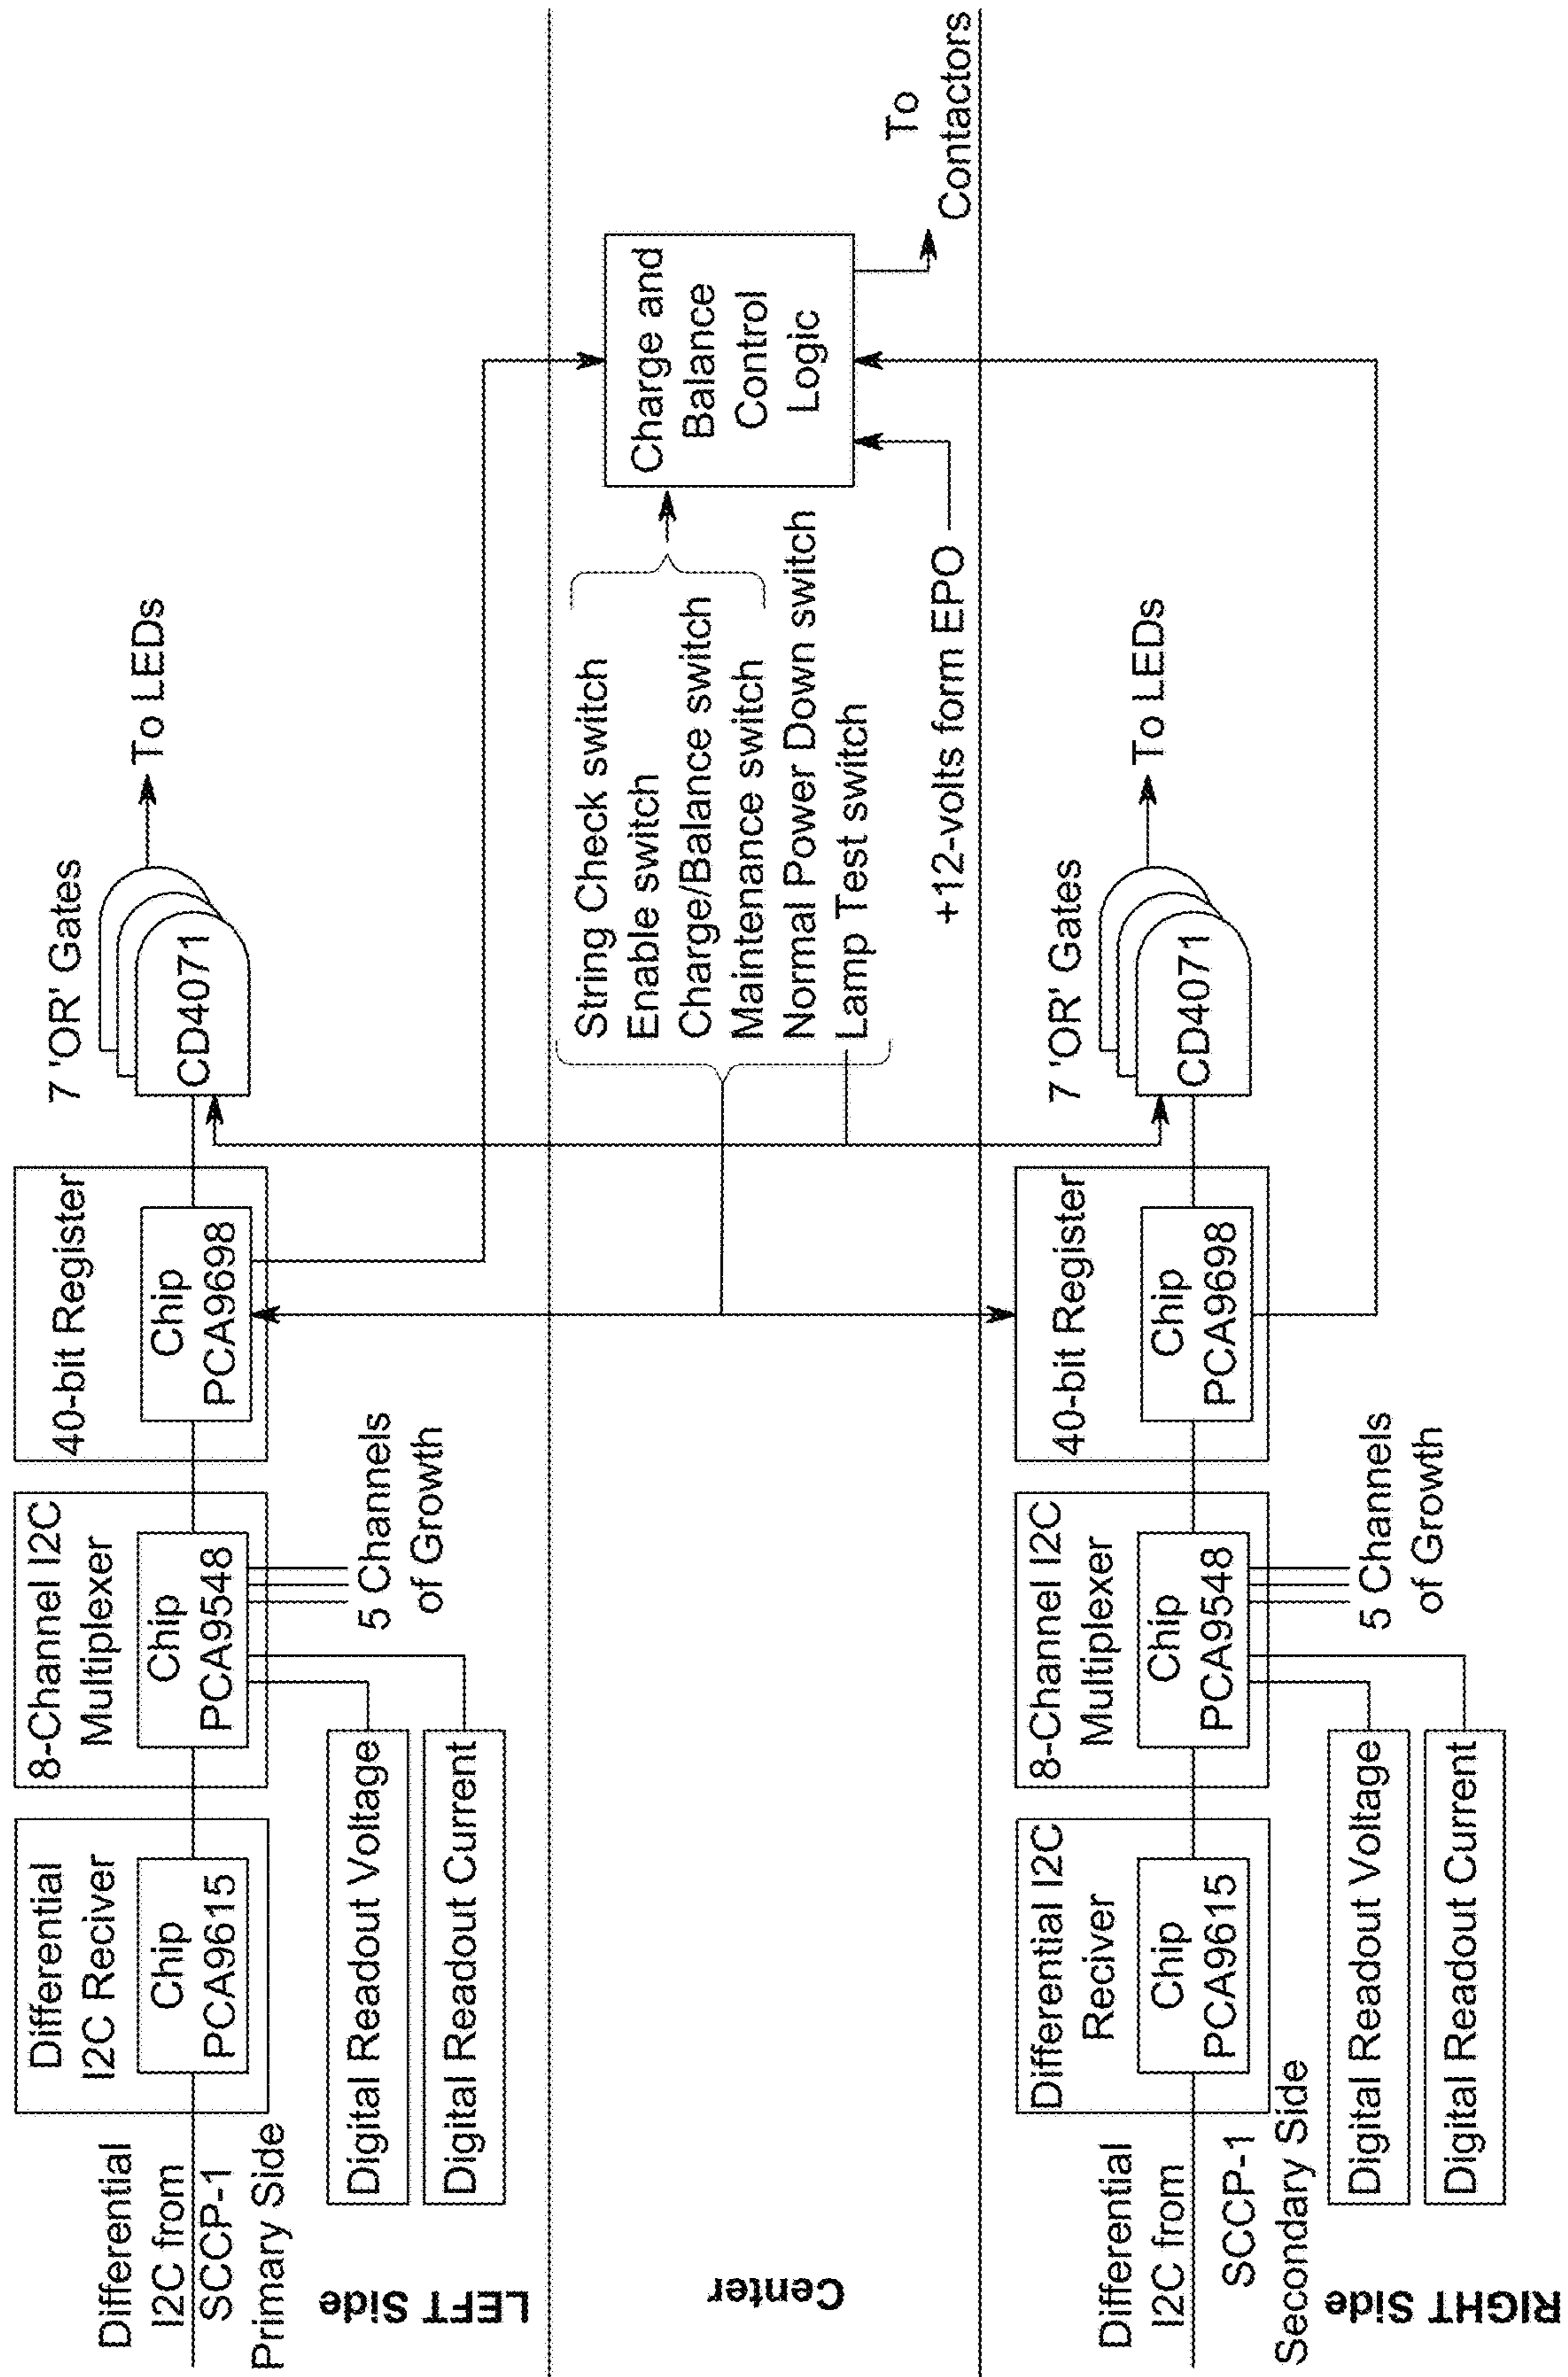 Differential
I2C from
SCCP-1
Primary Side
Differential
I2C Reciver
Chip
PCA9615
8-Channel I2C
Multiplexer
Chip
PCA9548
Digital Readout Voltage
Digital Readout Current
5 Channels
of Growth
40-bit Register
Chip
PCA9698
7 'OR' Gates
CD4071
To LEDs
LEFT Side
Center
String Check switch
Enable switch
Charge/Balance switch
Maintenance switch
Normal Power Down switch
Lamp Test switch
+12-volts form EPO
Charge and
Balance
Control
Logic
To
Contactors
Differential
I2C from
SCCP-1
Secondary Side
Differential I2C
Reciver
Chip
PCA9615
8-Channel I2C
Multiplexer
Chip
PCA9548
Digital Readout Voltage
Digital Readout Current
5 Channels
of Growth
40-bit Register
Chip
PCA9698
7 'OR' Gates
CD4071
To LEDs
RIGHT Side